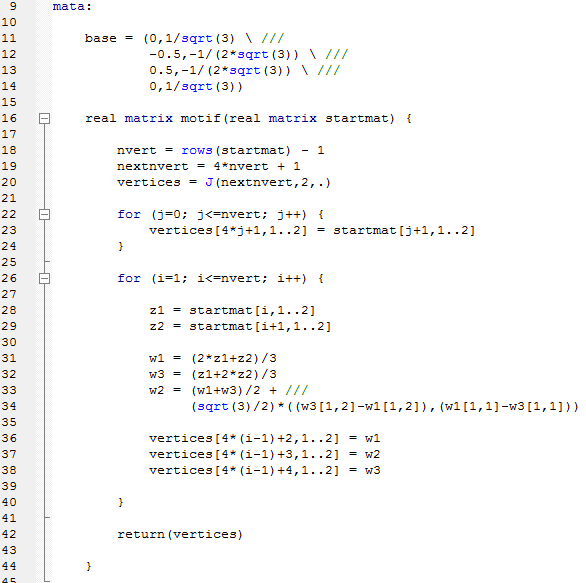 9 mata:
10
11 base = (0,1/sqrt(3) \ ///
12 -0.5,-1/(2*sqrt(3)) \ ///
13 0.5,-1/(2*sqrt(3)) \ ///
14 0,1/sqrt(3))
15
16 real matrix motif(real matrix startmat) {
17
18 nvert = rows(startmat) - 1
19 nextnvert = 4*nvert + 1
20 vertices = J(nextnvert,2,.)
21
22 for (j=0; j<=nvert; j++) {
23 vertices[4*j+1,1..2] = startmat[j+1,1..2]
24 }
25
26 for (i=1; i<=nvert; i++) {
27
28 z1 = startmat[i,1..2]
29 z2 = startmat[i+1,1..2]
30
31 w1 = (2*z1+z2)/3
32 w3 = (z1+2*z2)/3
33 w2 = (w1+w3)/2 + ///
34 (sqrt(3)/2)*((w3[1,2]-w1[1,2]),(w1[1,1]-w3[1,1]))
35
36 vertices[4*(i-1)+2,1..2] = w1
37 vertices[4*(i-1)+3,1..2] = w2
38 vertices[4*(i-1)+4,1..2] = w3
39
40 }
41
42 return(vertices)
43
44 }
45